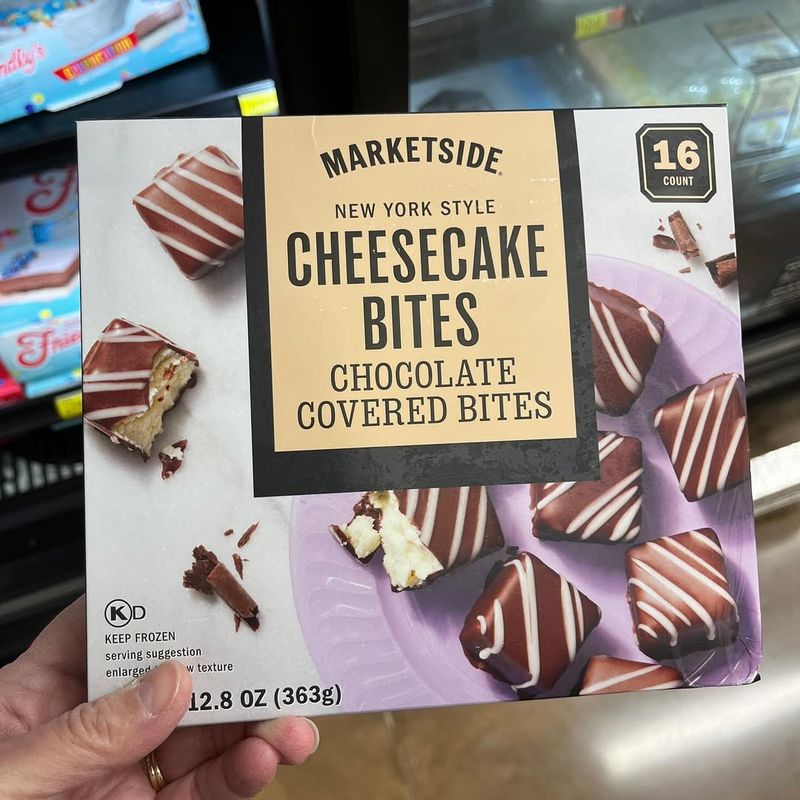 MARKETSIDE
NEW YORK STYLE
CHEESECAKE
BITES
CHOCOLATE
COVERED BITES
16
COUNT
K D
KEEP FROZEN
serving suggestion
enlarged texture
12.8 OZ (363g)